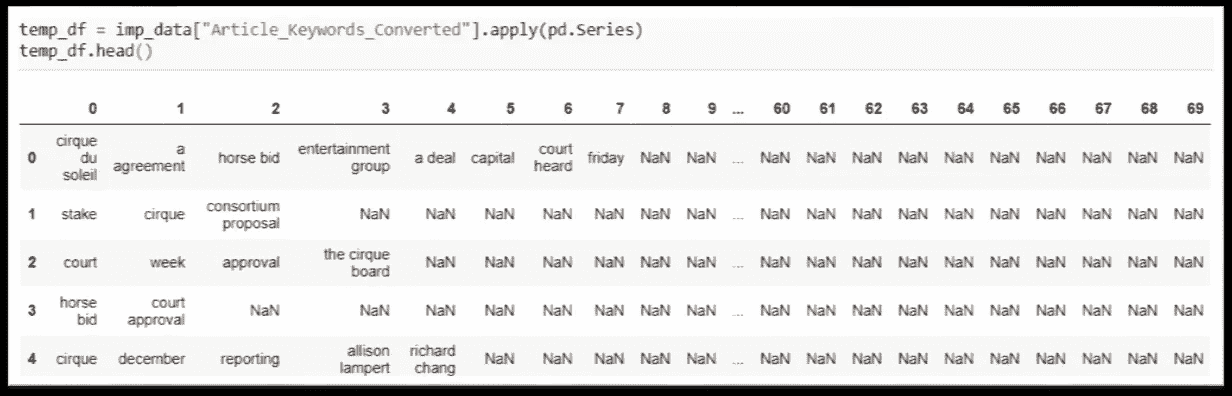 temp_df = imp_data["Article_Keywords_Converted"].apply(pd.Series)
temp_df.head()
0 1 2 3 4 5 6 7 8 9 ... 60 61 62 63 64 65 66 67 68 69
0 cirque du soleil a agreement horse bid entertainment group a deal capital court heard friday NaN NaN ... NaN NaN NaN NaN NaN NaN NaN NaN NaN NaN
1 stake cirque consortium proposal NaN NaN NaN NaN NaN NaN NaN ... NaN NaN NaN NaN NaN NaN NaN NaN NaN NaN
2 court week approval the cirque board NaN NaN NaN NaN NaN NaN ... NaN NaN NaN NaN NaN NaN NaN NaN NaN NaN
3 horse bid court approval NaN NaN NaN NaN NaN NaN NaN NaN ... NaN NaN NaN NaN NaN NaN NaN NaN NaN NaN
4 cirque december reporting allison lampert richard chang NaN NaN NaN NaN NaN ... NaN NaN NaN NaN NaN NaN NaN NaN NaN NaN